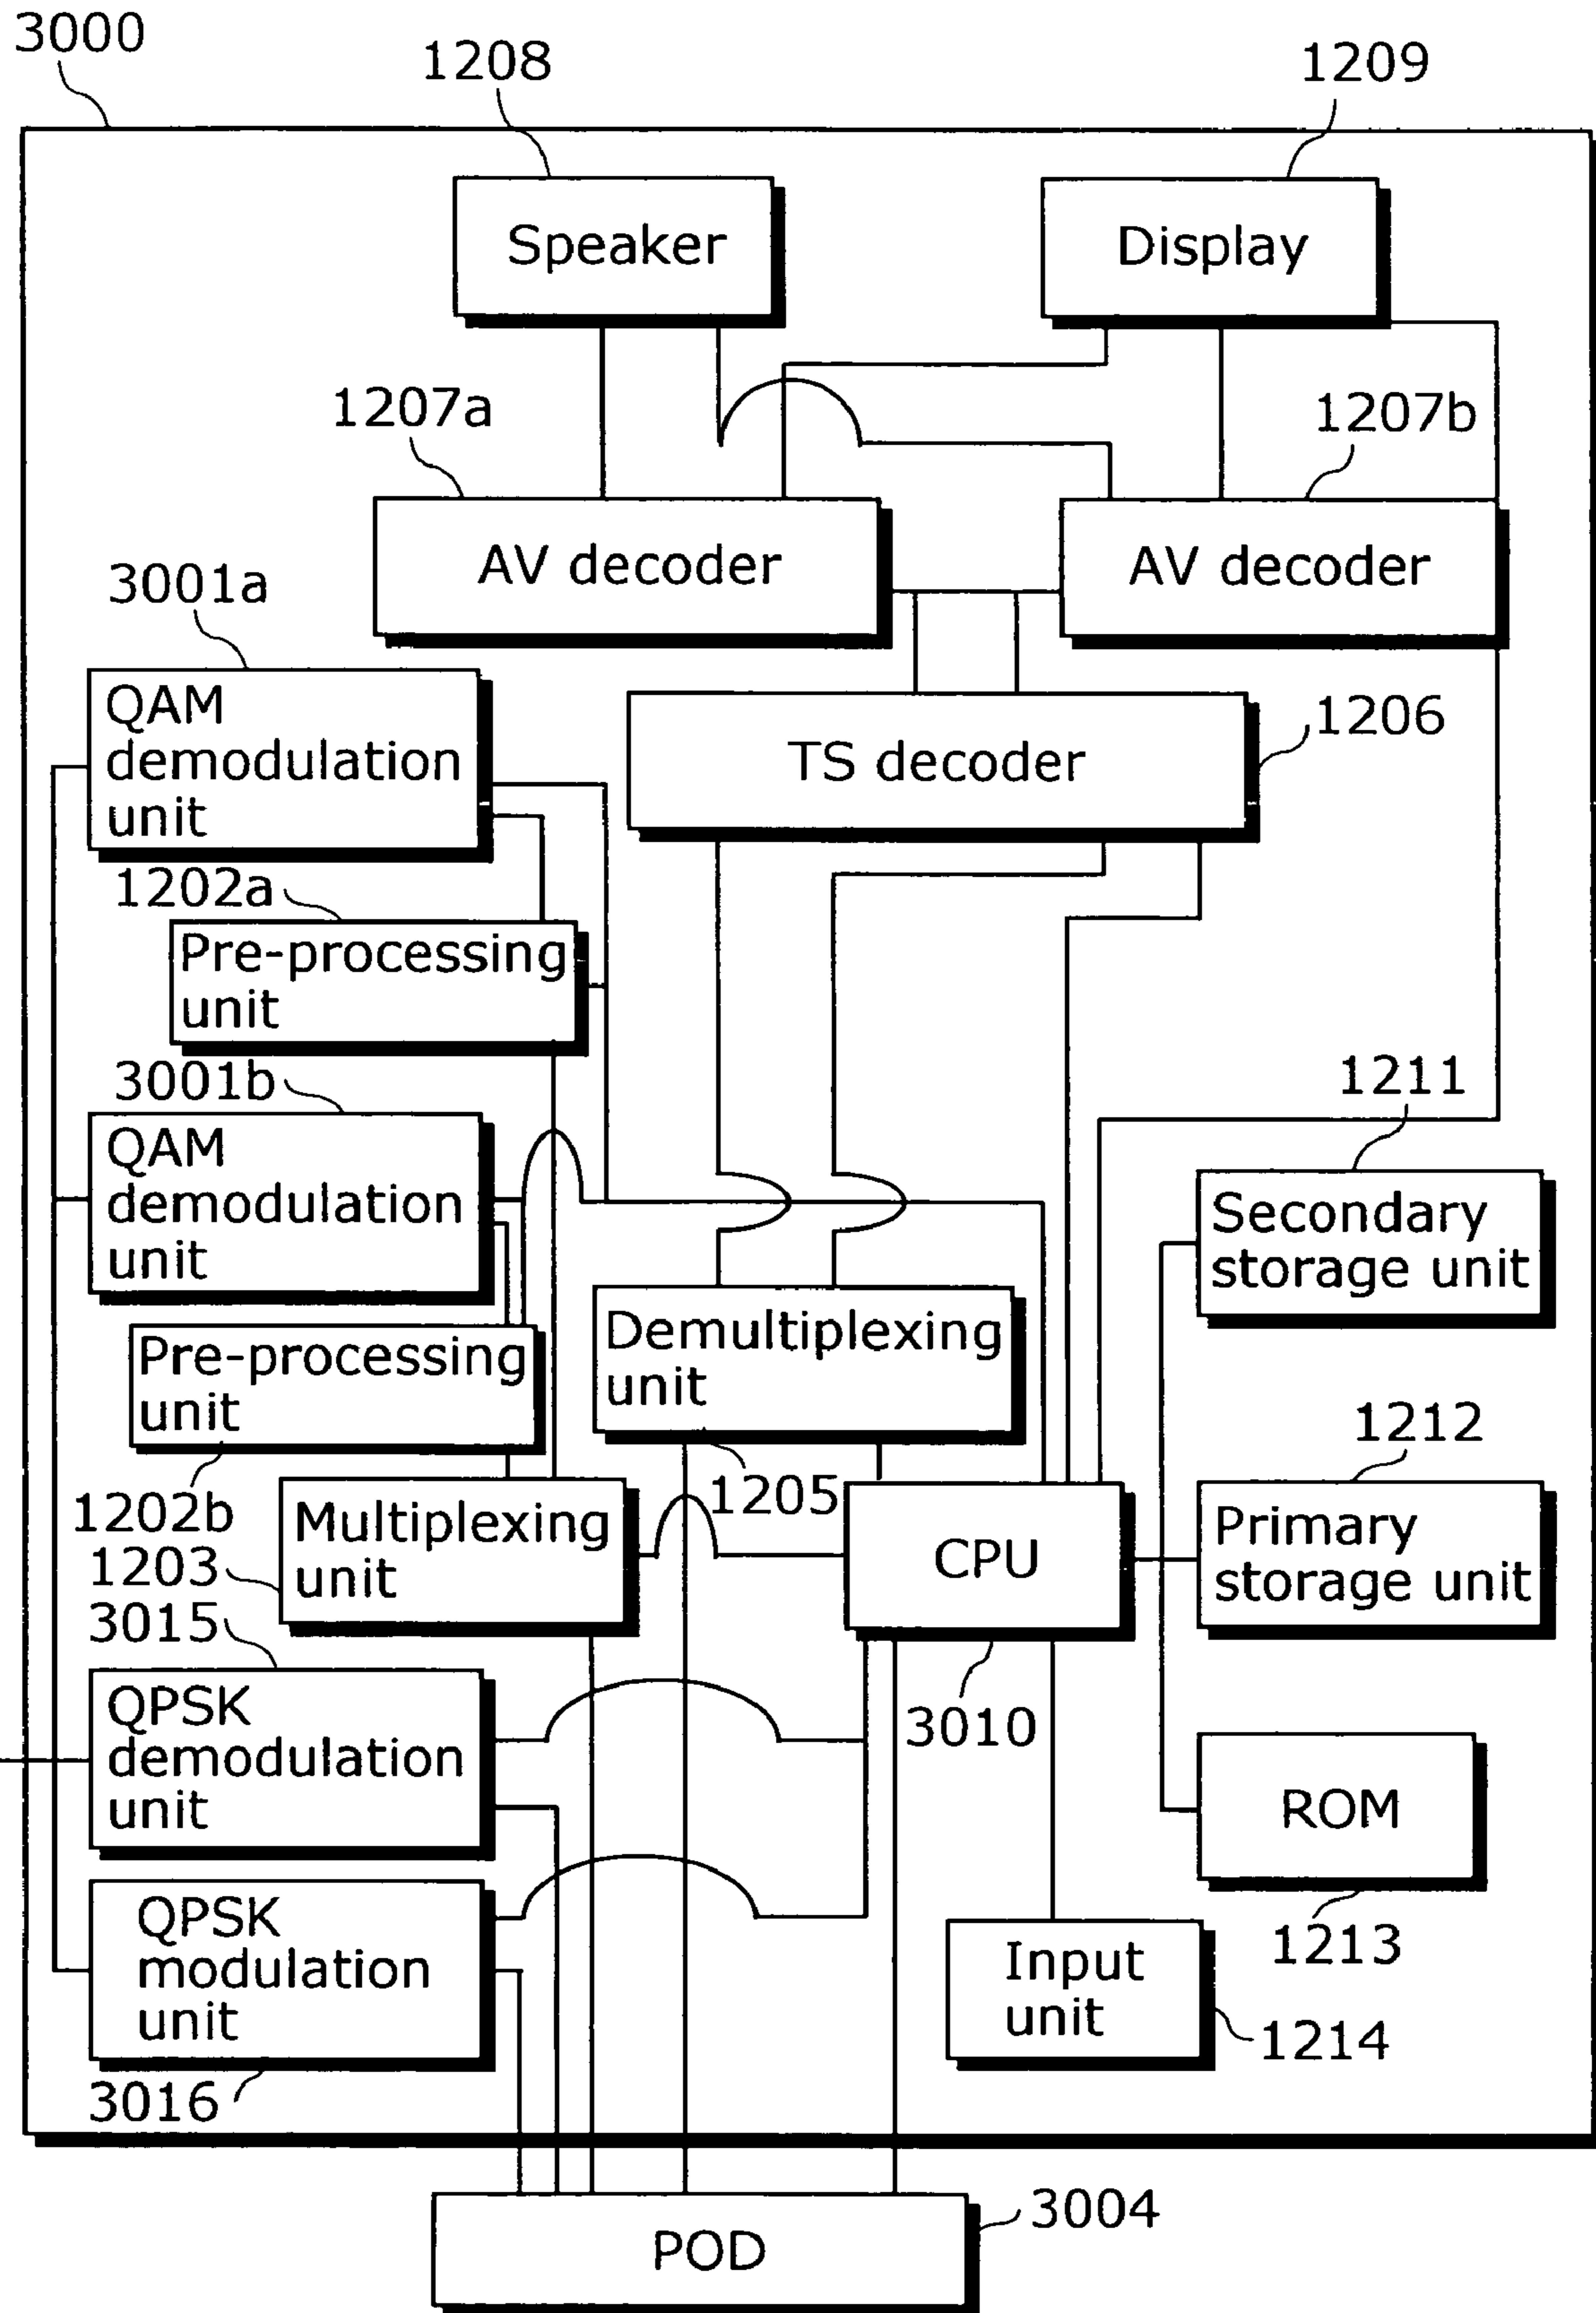 3000
1208
1209
Speaker
Display
1207a
1207b
AV decoder
AV decoder
3001a
QAM
demodulation
unit
TS decoder
1206
1202a
Pre-processing
unit
3001b
QAM
demodulation
unit
1211
Secondary
storage unit
Demultiplexing
unit
1205
Pre-processing
unit
1202b
1212
Primary
storage unit
Multiplexing
unit
1203
CPU
3010
3015
QPSK
demodulation
unit
ROM
1213
QPSK
modulation
unit
3016
Input
unit
1214
POD
3004